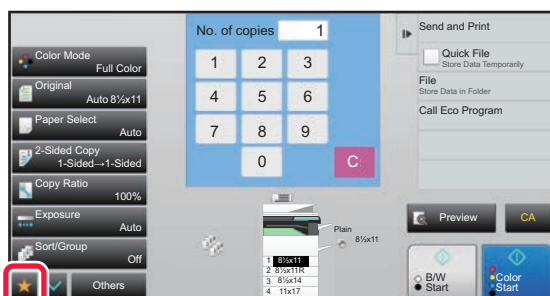 No. of copies 1
Color Mode
Full Color
Original
Auto 8½x11
Paper Select
Auto
2-Sided Copy
1-Sided→1-Sided
Copy Ratio
100%
Exposure
Auto
Sort/Group
Off
Others
1 2 3
4 5 6
7 8 9
0 C
Plain
8½x11
1 8½x11
2 8½x11R
3 8½x14
4 11x17
Send and Print
Quick File
Store Data Temporarily
File
Store Data in Folder
Call Eco Program
Preview
CA
B/W
Start
Color
Start